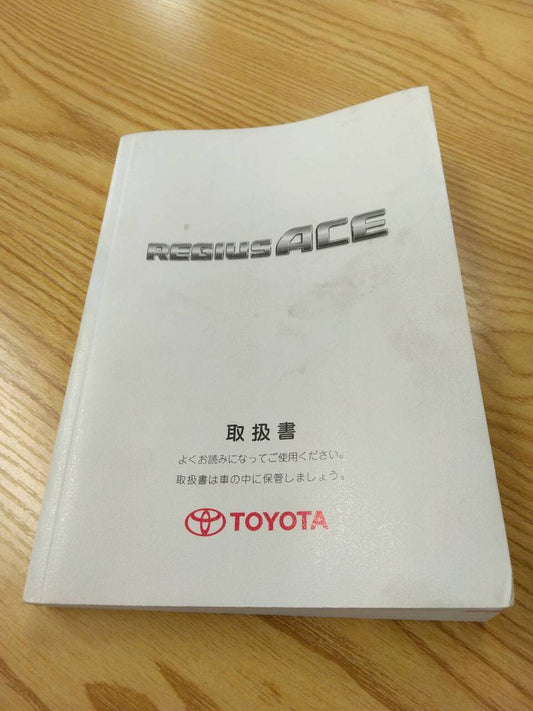 REGIUS ACE
取扱書
よくお読みになってご使用ください。
取扱書は車の中に保管しましょう。
TOYOTA